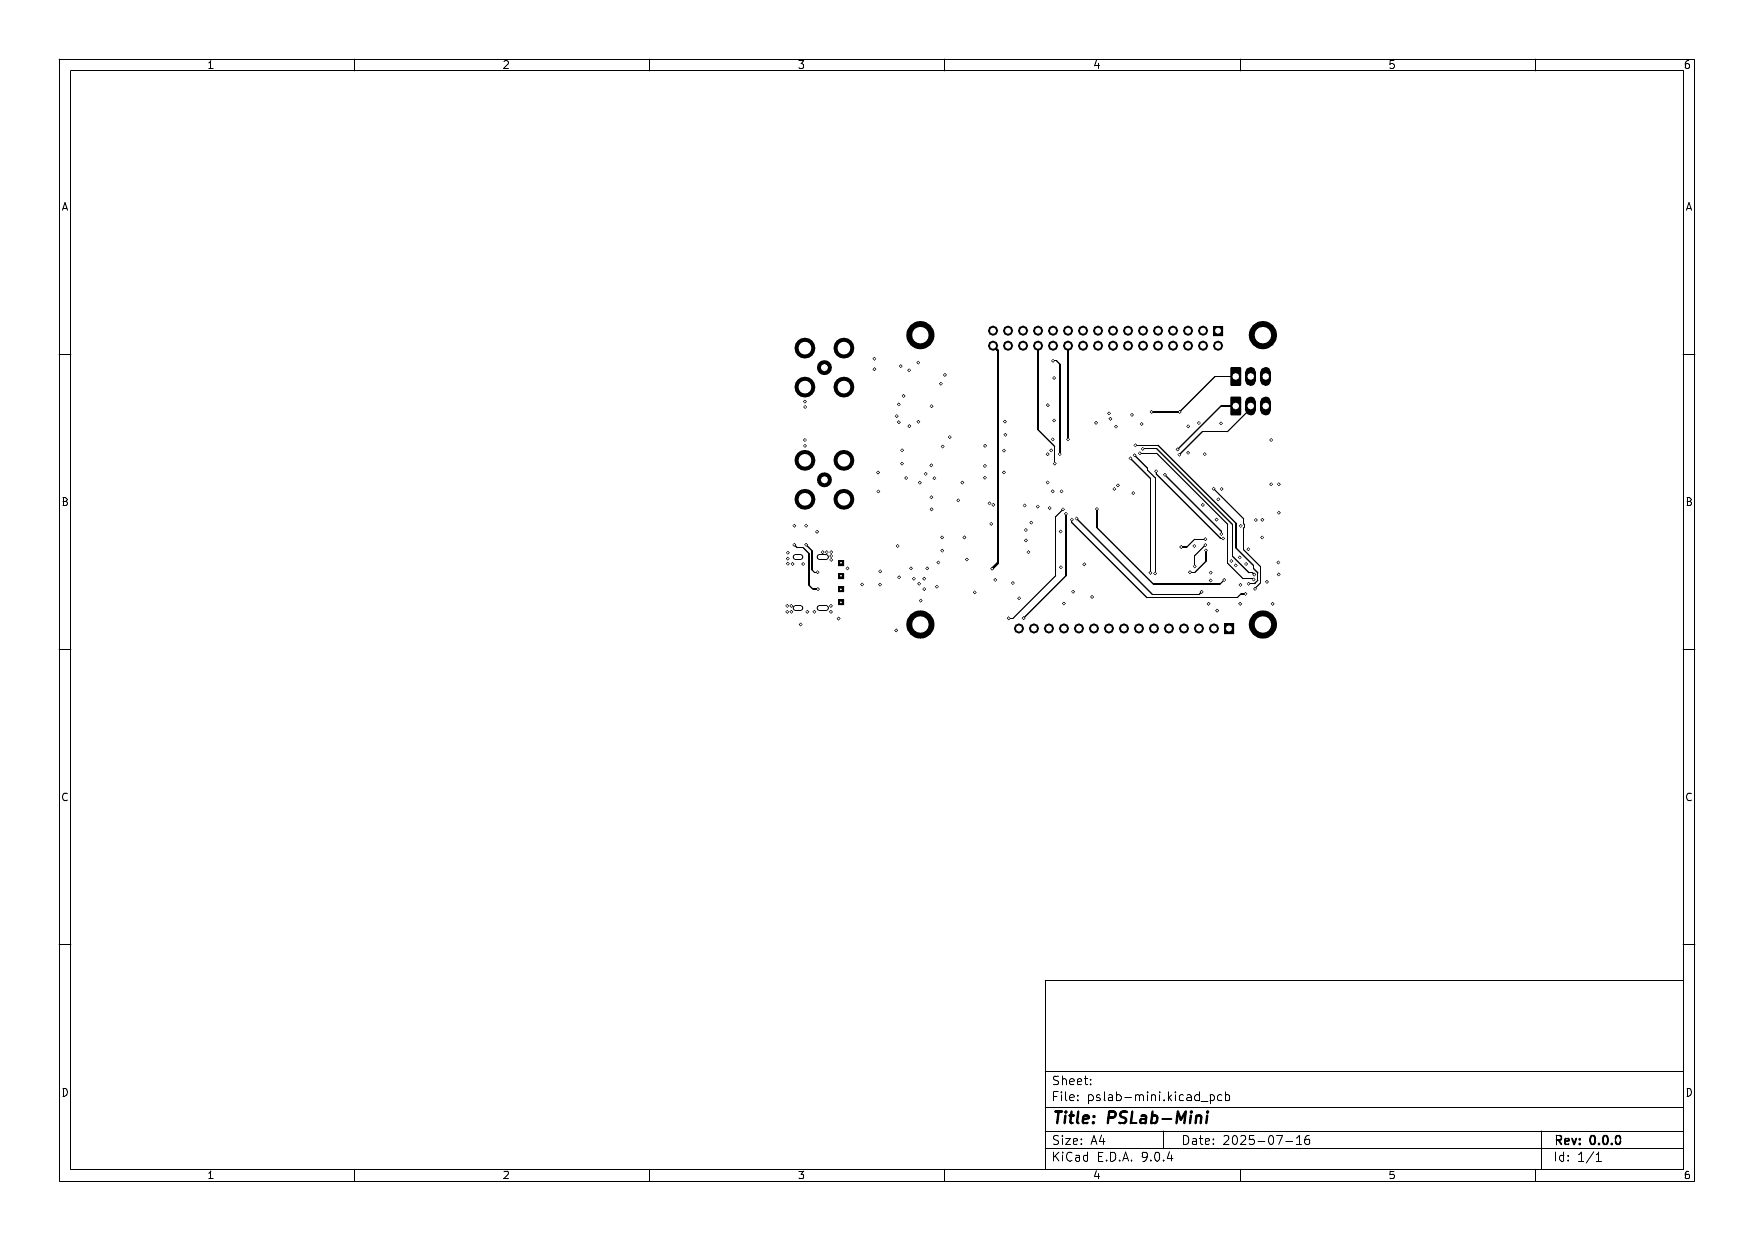 1 2 3 4 5 6
A A
B B
C C
D D
Sheet:
File: pslab-mini.kicad_pcb
Title: PSLab-Mini
Size: A4 Date: 2025-07-16 Rev: 0.0.0
KiCad E.D.A. 9.0.4 Id: 1/1
1 2 3 4 5 6